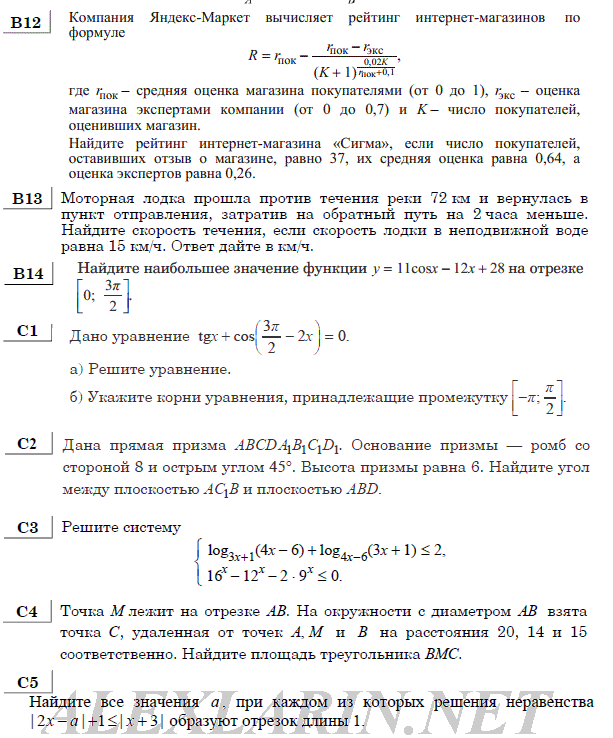 B12
Компания Яндекс-Маркет вычисляет рейтинг интернет-магазинов по
формуле
R = r_пок − (r_пок − r_экс) / (K + 1)^(0,02K / (r_пок + 0,1)),
где r_пок – средняя оценка магазина покупателями (от 0 до 1), r_экс – оценка
магазина экспертами компании (от 0 до 0,7) и K – число покупателей,
оценивших магазин.
Найдите рейтинг интернет-магазина «Сигма», если число покупателей,
оставивших отзыв о магазине, равно 37, их средняя оценка равна 0,64, а
оценка экспертов равна 0,26.
B13
Моторная лодка прошла против течения реки 72 км и вернулась в
пункт отправления, затратив на обратный путь на 2 часа меньше.
Найдите скорость течения, если скорость лодки в неподвижной воде
равна 15 км/ч. Ответ дайте в км/ч.
B14
Найдите наибольшее значение функции y = 11cosx − 12x + 28 на отрезке
[0; 3π/2].
C1
Дано уравнение tgx + cos(3π/2 − 2x) = 0.
а) Решите уравнение.
б) Укажите корни уравнения, принадлежащие промежутку [−π; π/2].
C2
Дана прямая призма ABCDA₁B₁C₁D₁. Основание призмы — ромб со
стороной 8 и острым углом 45°. Высота призмы равна 6. Найдите угол
между плоскостью AC₁B и плоскостью ABD.
C3
Решите систему
{ log_{3x+1}(4x − 6) + log_{4x−6}(3x + 1) ≤ 2,
16^x − 12^x − 2 · 9^x ≤ 0.
C4
Точка M лежит на отрезке AB. На окружности с диаметром AB взята
точка C, удаленная от точек A, M и B на расстояния 20, 14 и 15
соответственно. Найдите площадь треугольника BMC.
C5
Найдите все значения a. при каждом из которых решения неравенства
|2x − a| + 1 ≤ |x + 3| образуют отрезок длины 1.
ALEXLARIN.NET